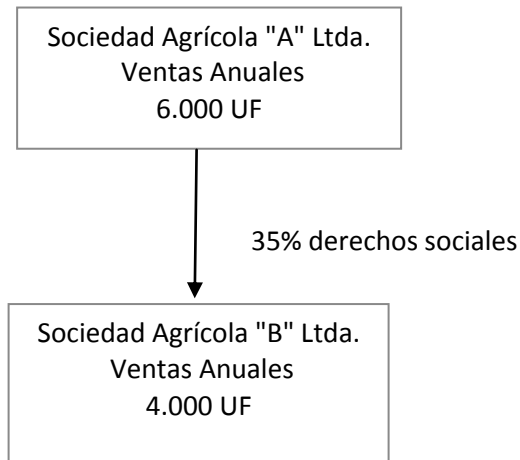 Sociedad Agrícola "A" Ltda.
Ventas Anuales
6.000 UF
35% derechos sociales
Sociedad Agrícola "B" Ltda.
Ventas Anuales
4.000 UF